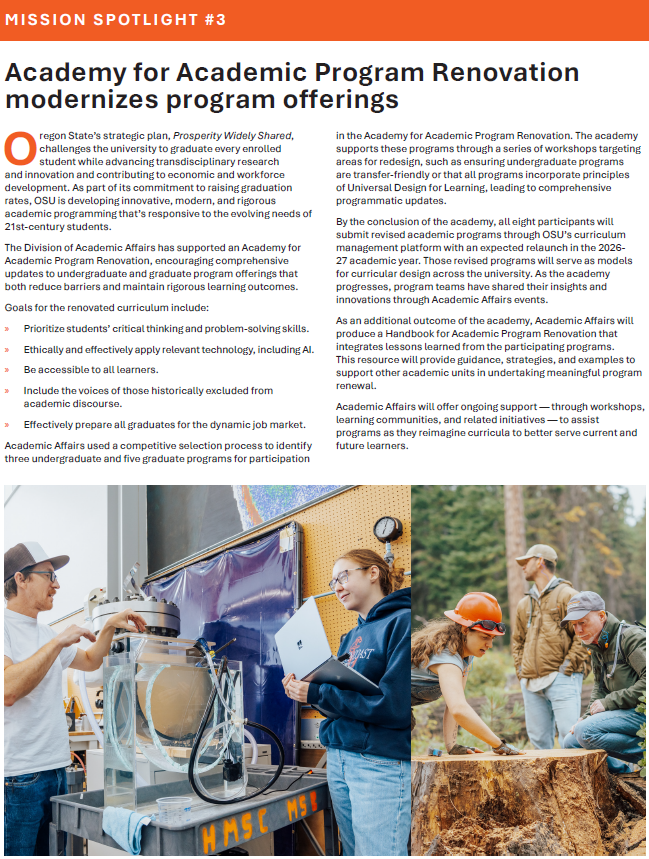 MISSION SPOTLIGHT #3
Academy for Academic Program Renovation
modernizes program offerings
Oregon State's strategic plan, Prosperity Widely Shared,
challenges the university to graduate every enrolled
student while advancing transdisciplinary research
and innovation and contributing to economic and workforce
development. As part of its commitment to raising graduation
rates, OSU is developing innovative, modern, and rigorous
academic programming that's responsive to the evolving needs of
21st-century students.
The Division of Academic Affairs has supported an Academy for
Academic Program Renovation, encouraging comprehensive
updates to undergraduate and graduate program offerings that
both reduce barriers and maintain rigorous learning outcomes.
Goals for the renovated curriculum include:
» Prioritize students' critical thinking and problem-solving skills.
» Ethically and effectively apply relevant technology, including AI.
» Be accessible to all learners.
» Include the voices of those historically excluded from
academic discourse.
» Effectively prepare all graduates for the dynamic job market.
Academic Affairs used a competitive selection process to identify
three undergraduate and five graduate programs for participation
in the Academy for Academic Program Renovation. The academy
supports these programs through a series of workshops targeting
areas for redesign, such as ensuring undergraduate programs
are transfer-friendly or that all programs incorporate principles
of Universal Design for Learning, leading to comprehensive
programmatic updates.
By the conclusion of the academy, all eight participants will
submit revised academic programs through OSU's curriculum
management platform with an expected relaunch in the 2026-
27 academic year. Those revised programs will serve as models
for curricular design across the university. As the academy
progresses, program teams have shared their insights and
innovations through Academic Affairs events.
As an additional outcome of the academy, Academic Affairs will
produce a Handbook for Academic Program Renovation that
integrates lessons learned from the participating programs.
This resource will provide guidance, strategies, and examples to
support other academic units in undertaking meaningful program
renewal.
Academic Affairs will offer ongoing support — through workshops,
learning communities, and related initiatives — to assist
programs as they reimagine curricula to better serve current and
future learners.
HMSC MSB